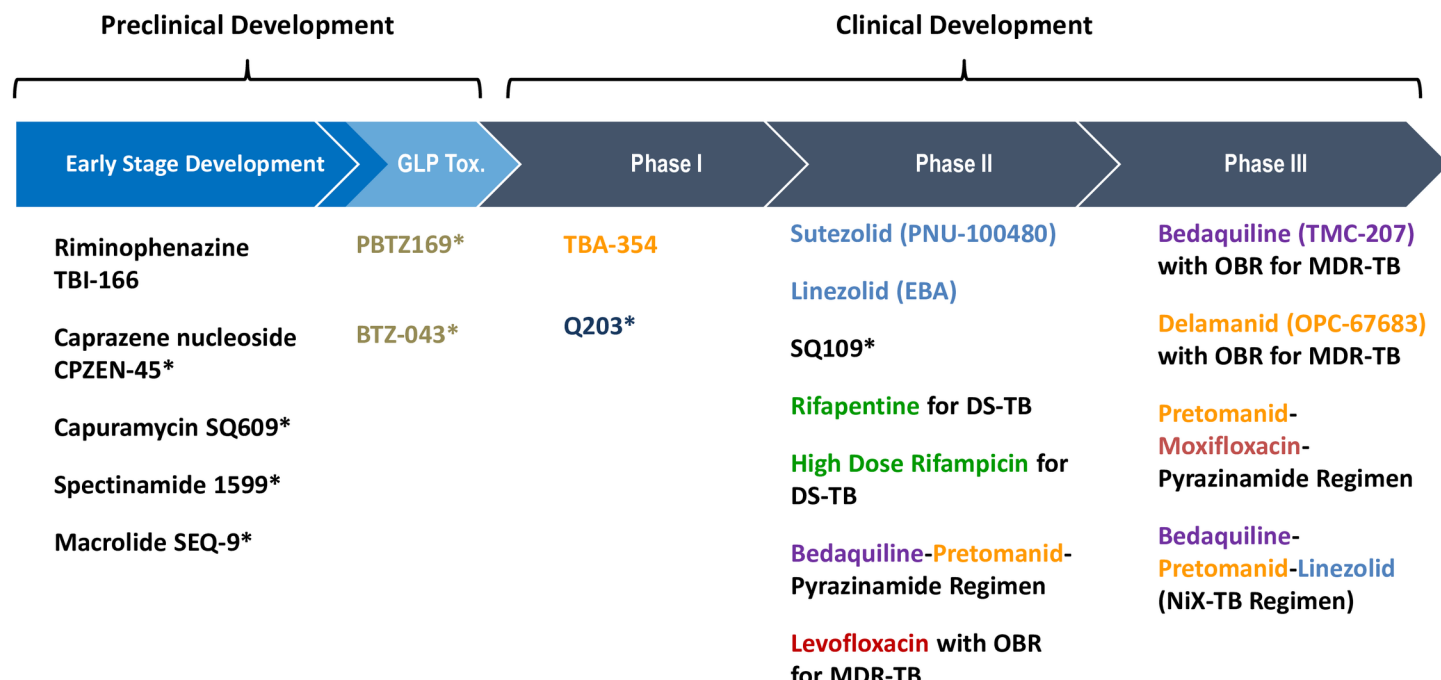 Preclinical Development
Clinical Development
Early Stage Development
GLP Tox.
Phase I
Phase II
Phase III
Riminophenazine
TBI-166
Caprazene nucleoside
CPZEN-45*
Capuramycin SQ609*
Spectinamide 1599*
Macrolide SEQ-9*
PBTZ169*
BTZ-043*
TBA-354
Q203*
Sutezolid (PNU-100480)
Linezolid (EBA)
SQ109*
Rifapentine for DS-TB
High Dose Rifampicin for
DS-TB
Bedaquiline-Pretomanid-
Pyrazinamide Regimen
Levofloxacin with OBR
for MDR-TB
Bedaquiline (TMC-207)
with OBR for MDR-TB
Delamanid (OPC-67683)
with OBR for MDR-TB
Pretomanid-
Moxifloxacin-
Pyrazinamide Regimen
Bedaquiline-
Pretomanid-Linezolid
(NiX-TB Regimen)